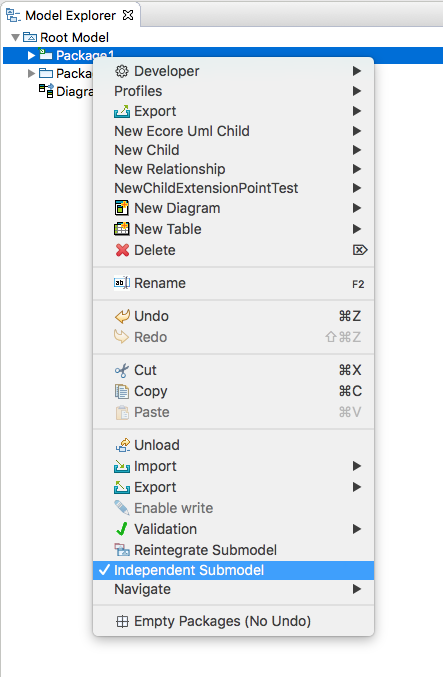 Model Explorer
Root Model
Package1
Packa
Diagra
Developer
Profiles
Export
New Ecore Uml Child
New Child
New Relationship
NewChildExtensionPointTest
New Diagram
New Table
Delete ⌦
Rename F2
Undo ⌘Z
Redo ⇧⌘Z
Cut ⌘X
Copy ⌘C
Paste ⌘V
Unload
Import
Export
Enable write
Validation
Reintegrate Submodel
✓ Independent Submodel
Navigate
Empty Packages (No Undo)